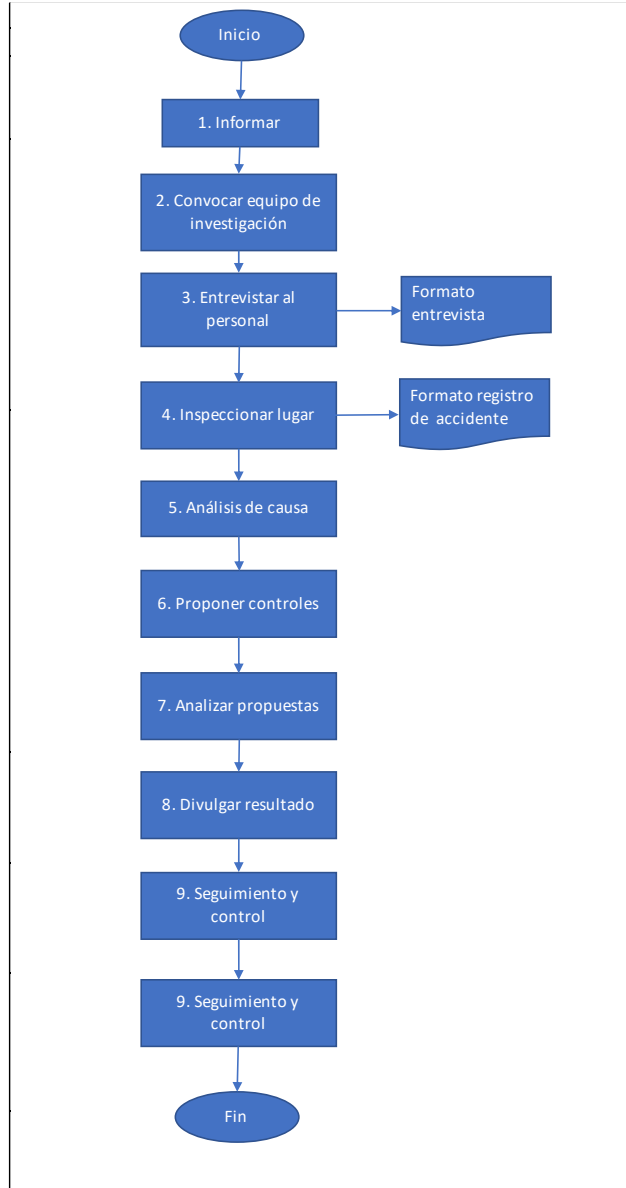 Inicio
1. Informar
2. Convocar equipo de
investigación
3. Entrevistar al
personal
Formato
entrevista
4. Inspeccionar lugar
Formato registro
de accidente
5. Análisis de causa
6. Proponer controles
7. Analizar propuestas
8. Divulgar resultado
9. Seguimiento y
control
9. Seguimiento y
control
Fin